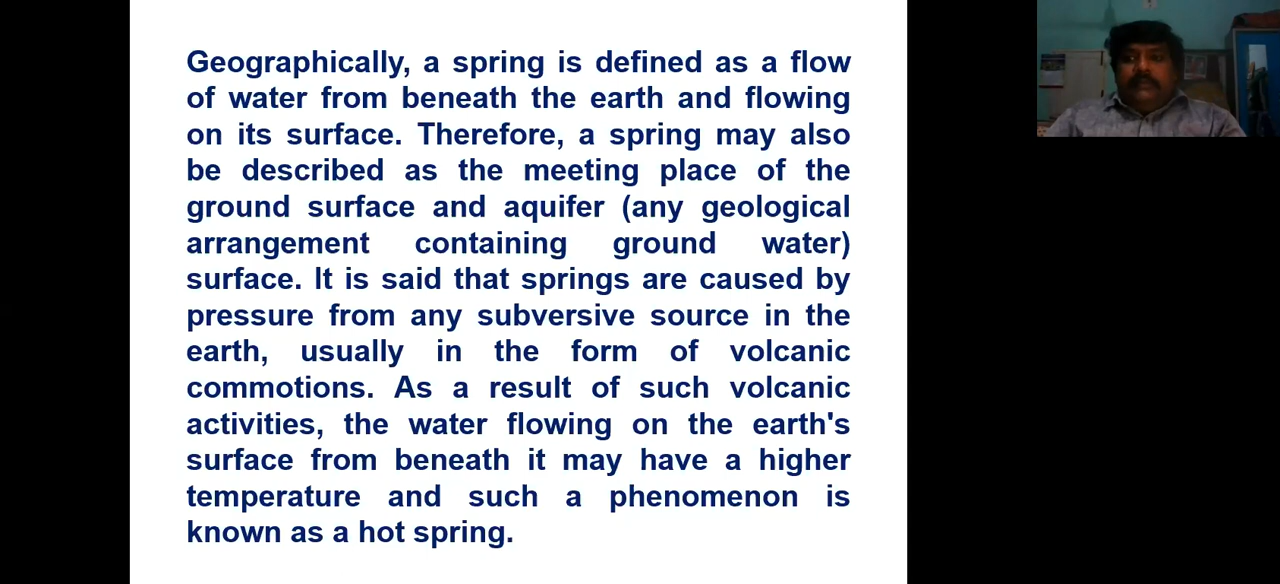 Geographically, a spring is defined as a flow
of water from beneath the earth and flowing
on its surface. Therefore, a spring may also
be described as the meeting place of the
ground surface and aquifer (any geological
arrangement containing ground water)
surface. It is said that springs are caused by
pressure from any subversive source in the
earth, usually in the form of volcanic
commotions. As a result of such volcanic
activities, the water flowing on the earth's
surface from beneath it may have a higher
temperature and such a phenomenon is
known as a hot spring.